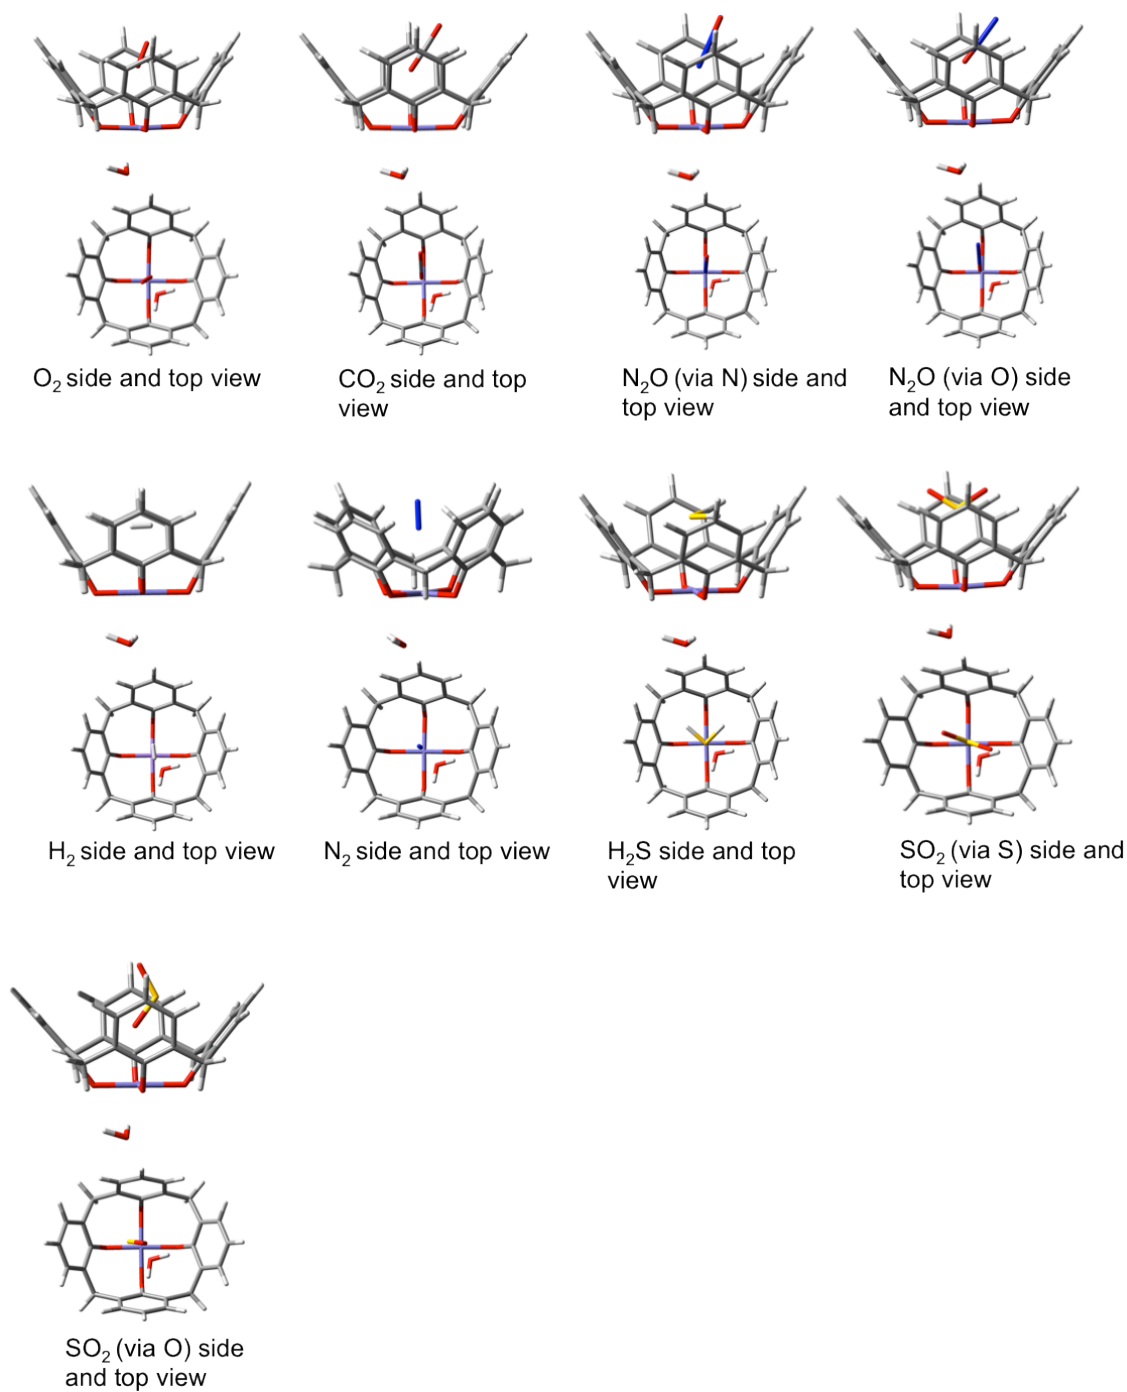 O₂ side and top view
CO₂ side and top
view
N₂O (via N) side and
top view
N₂O (via O) side
and top view
H₂ side and top view
N₂ side and top view
H₂S side and top
view
SO₂ (via S) side and
top view
SO₂ (via O) side
and top view